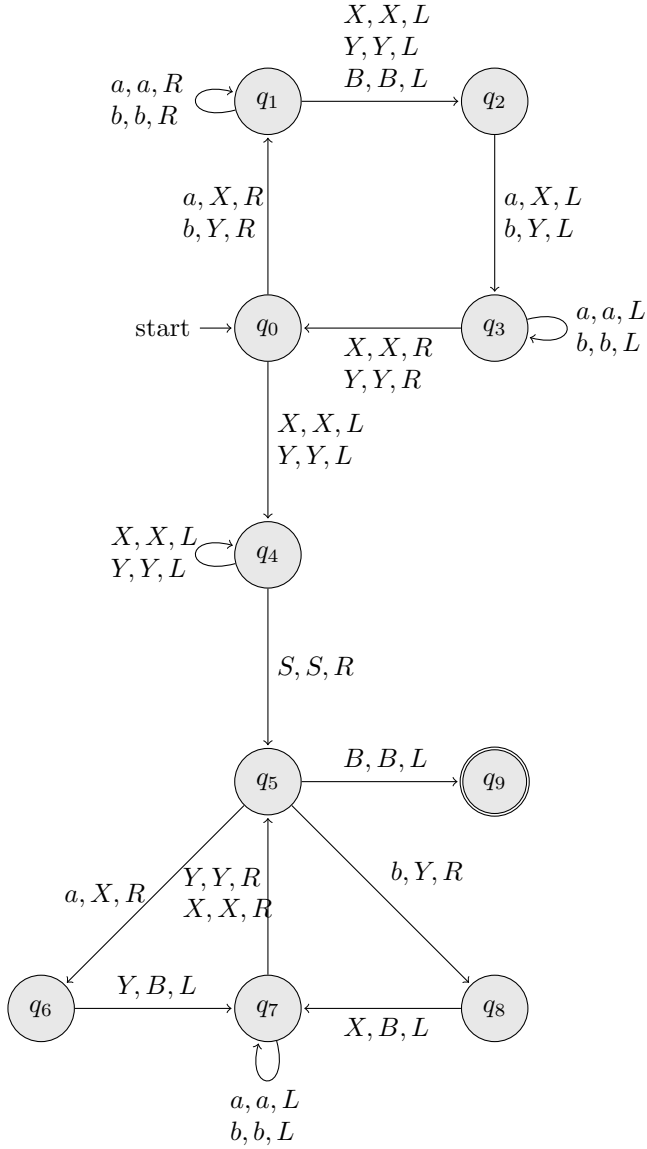 X, X, L
Y, Y, L
B, B, L
a, a, R
b, b, R
q1
q2
a, X, R
b, Y, R
a, X, L
b, Y, L
start
q0
q3
a, a, L
b, b, L
X, X, R
Y, Y, R
X, X, L
Y, Y, L
X, X, L
Y, Y, L
q4
S, S, R
q5
B, B, L
q9
a, X, R
Y, Y, R
X, X, R
b, Y, R
q6
Y, B, L
q7
X, B, L
q8
a, a, L
b, b, L